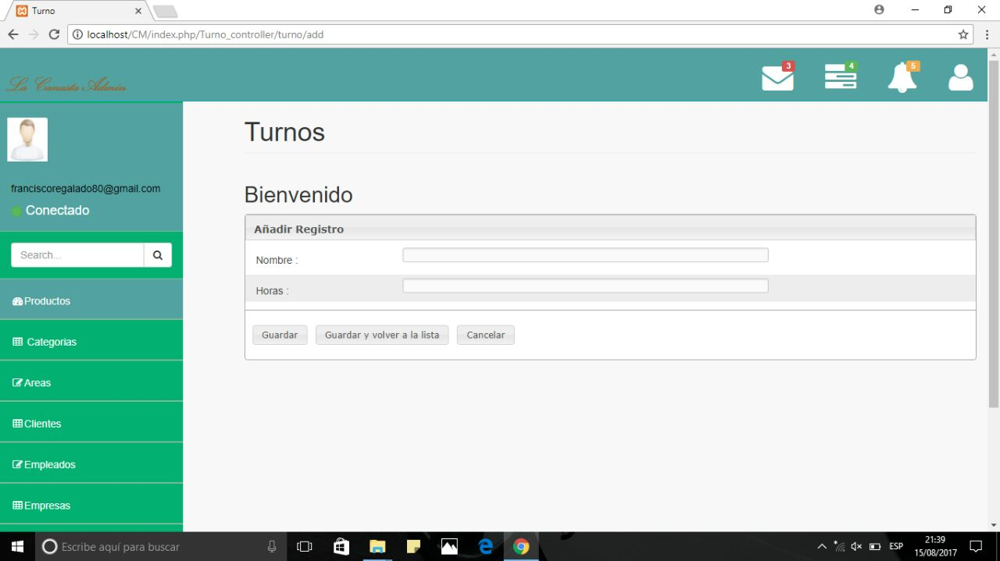 Turno
localhost/CM/index.php/Turno_controller/turno/add
La Canasta Admin
3
4
5
franciscoregalado80@gmail.com
Conectado
Search...
Productos
Categorias
Areas
Clientes
Empleados
Empresas
Turnos
Bienvenido
Añadir Registro
Nombre :
Horas :
Guardar
Guardar y volver a la lista
Cancelar
Escribe aquí para buscar
ESP
21:39
15/08/2017